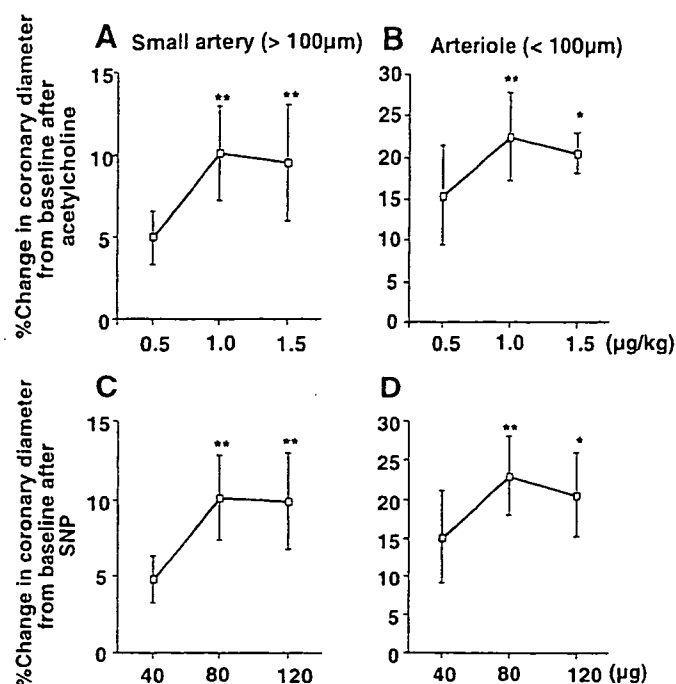 A Small artery (> 100µm)
B Arteriole (< 100µm)
%Change in coronary diameter
from baseline after
acetylcholine
15
10
5
0
0.5 1.0 1.5
** **
30
25
20
15
10
5
0
0.5 1.0 1.5 (µg/kg)
** *
C
D
%Change in coronary diameter
from baseline after
SNP
15
10
5
0
40 80 120
** **
30
25
20
15
10
5
0
40 80 120 (µg)
** *